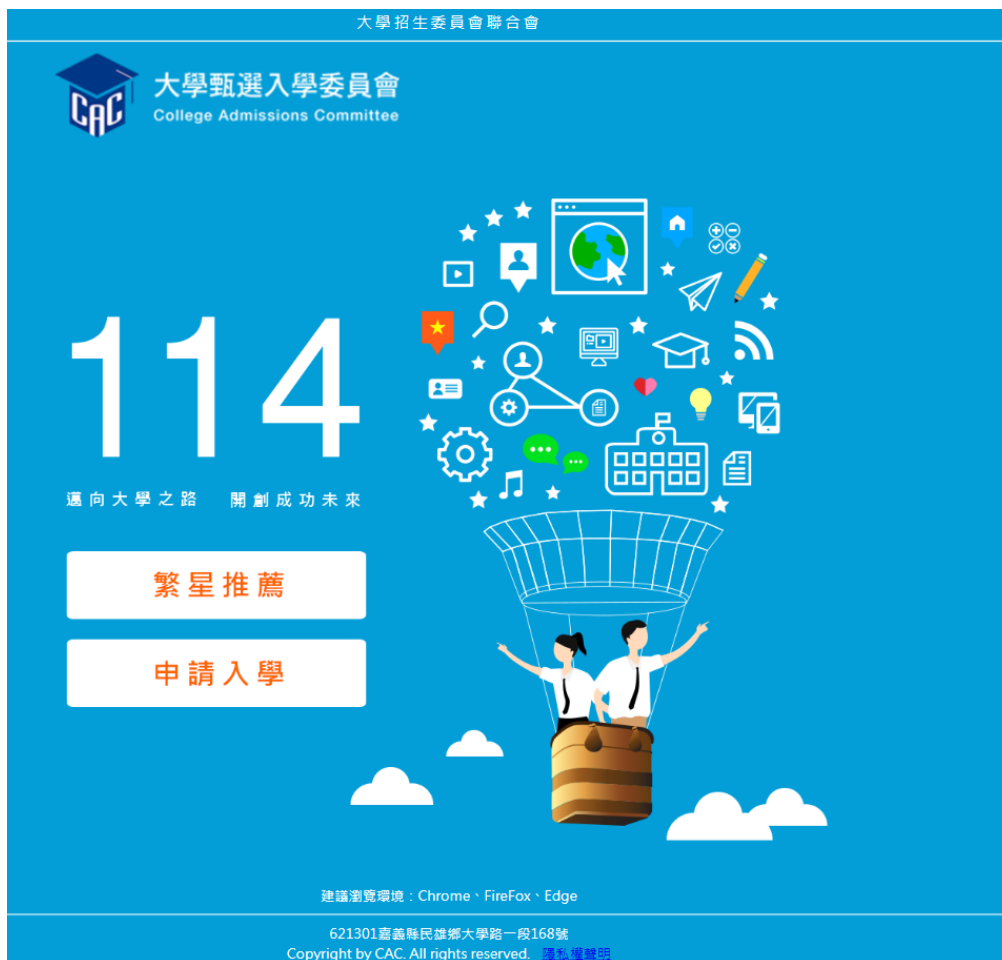 大學招生委員會聯合會
CAC
大學甄選入學委員會
College Admissions Committee
114
邁向大學之路 開創成功未來
繁星推薦
申請入學
建議瀏覽環境：Chrome、FireFox、Edge
621301嘉義縣民雄鄉大學路一段168號
Copyright by CAC. All rights reserved. 隱私權聲明